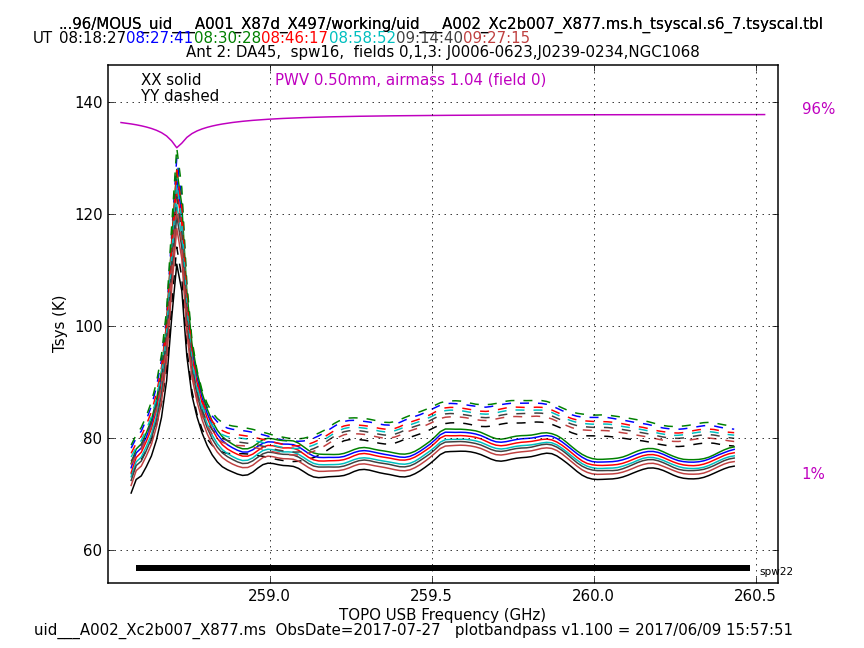 ...96/MOUS_uid___A001_X87d_X497/working/uid___A002_Xc2b007_X877.ms.h_tsyscal.s6_7.tsyscal.tbl
UT 08:18:27 08:27:41 08:30:28 08:46:17 08:58:52 09:14:40 09:27:15
Ant 2: DA45, spw16, fields 0,1,3: J0006-0623,J0239-0234,NGC1068
XX solid
PWV 0.50mm, airmass 1.04 (field 0)
YY dashed
140
96%
120
Tsys (K)
100
80
1%
60
spw22
259.0 259.5 260.0 260.5
TOPO USB Frequency (GHz)
uid___A002_Xc2b007_X877.ms ObsDate=2017-07-27 plotbandpass v1.100 = 2017/06/09 15:57:51